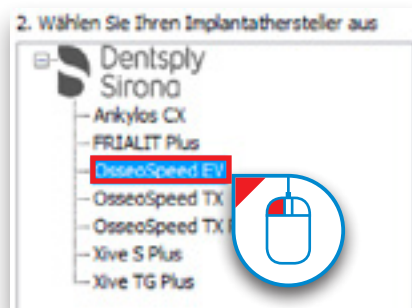 2. Wählen Sie Ihren Implantathersteller aus
Dentsply
Sirona
Ankylos CX
FRIALIT Plus
OsseoSpeed EV
OsseoSpeed TX
OsseoSpeed TX
Xive S Plus
Xive TG Plus